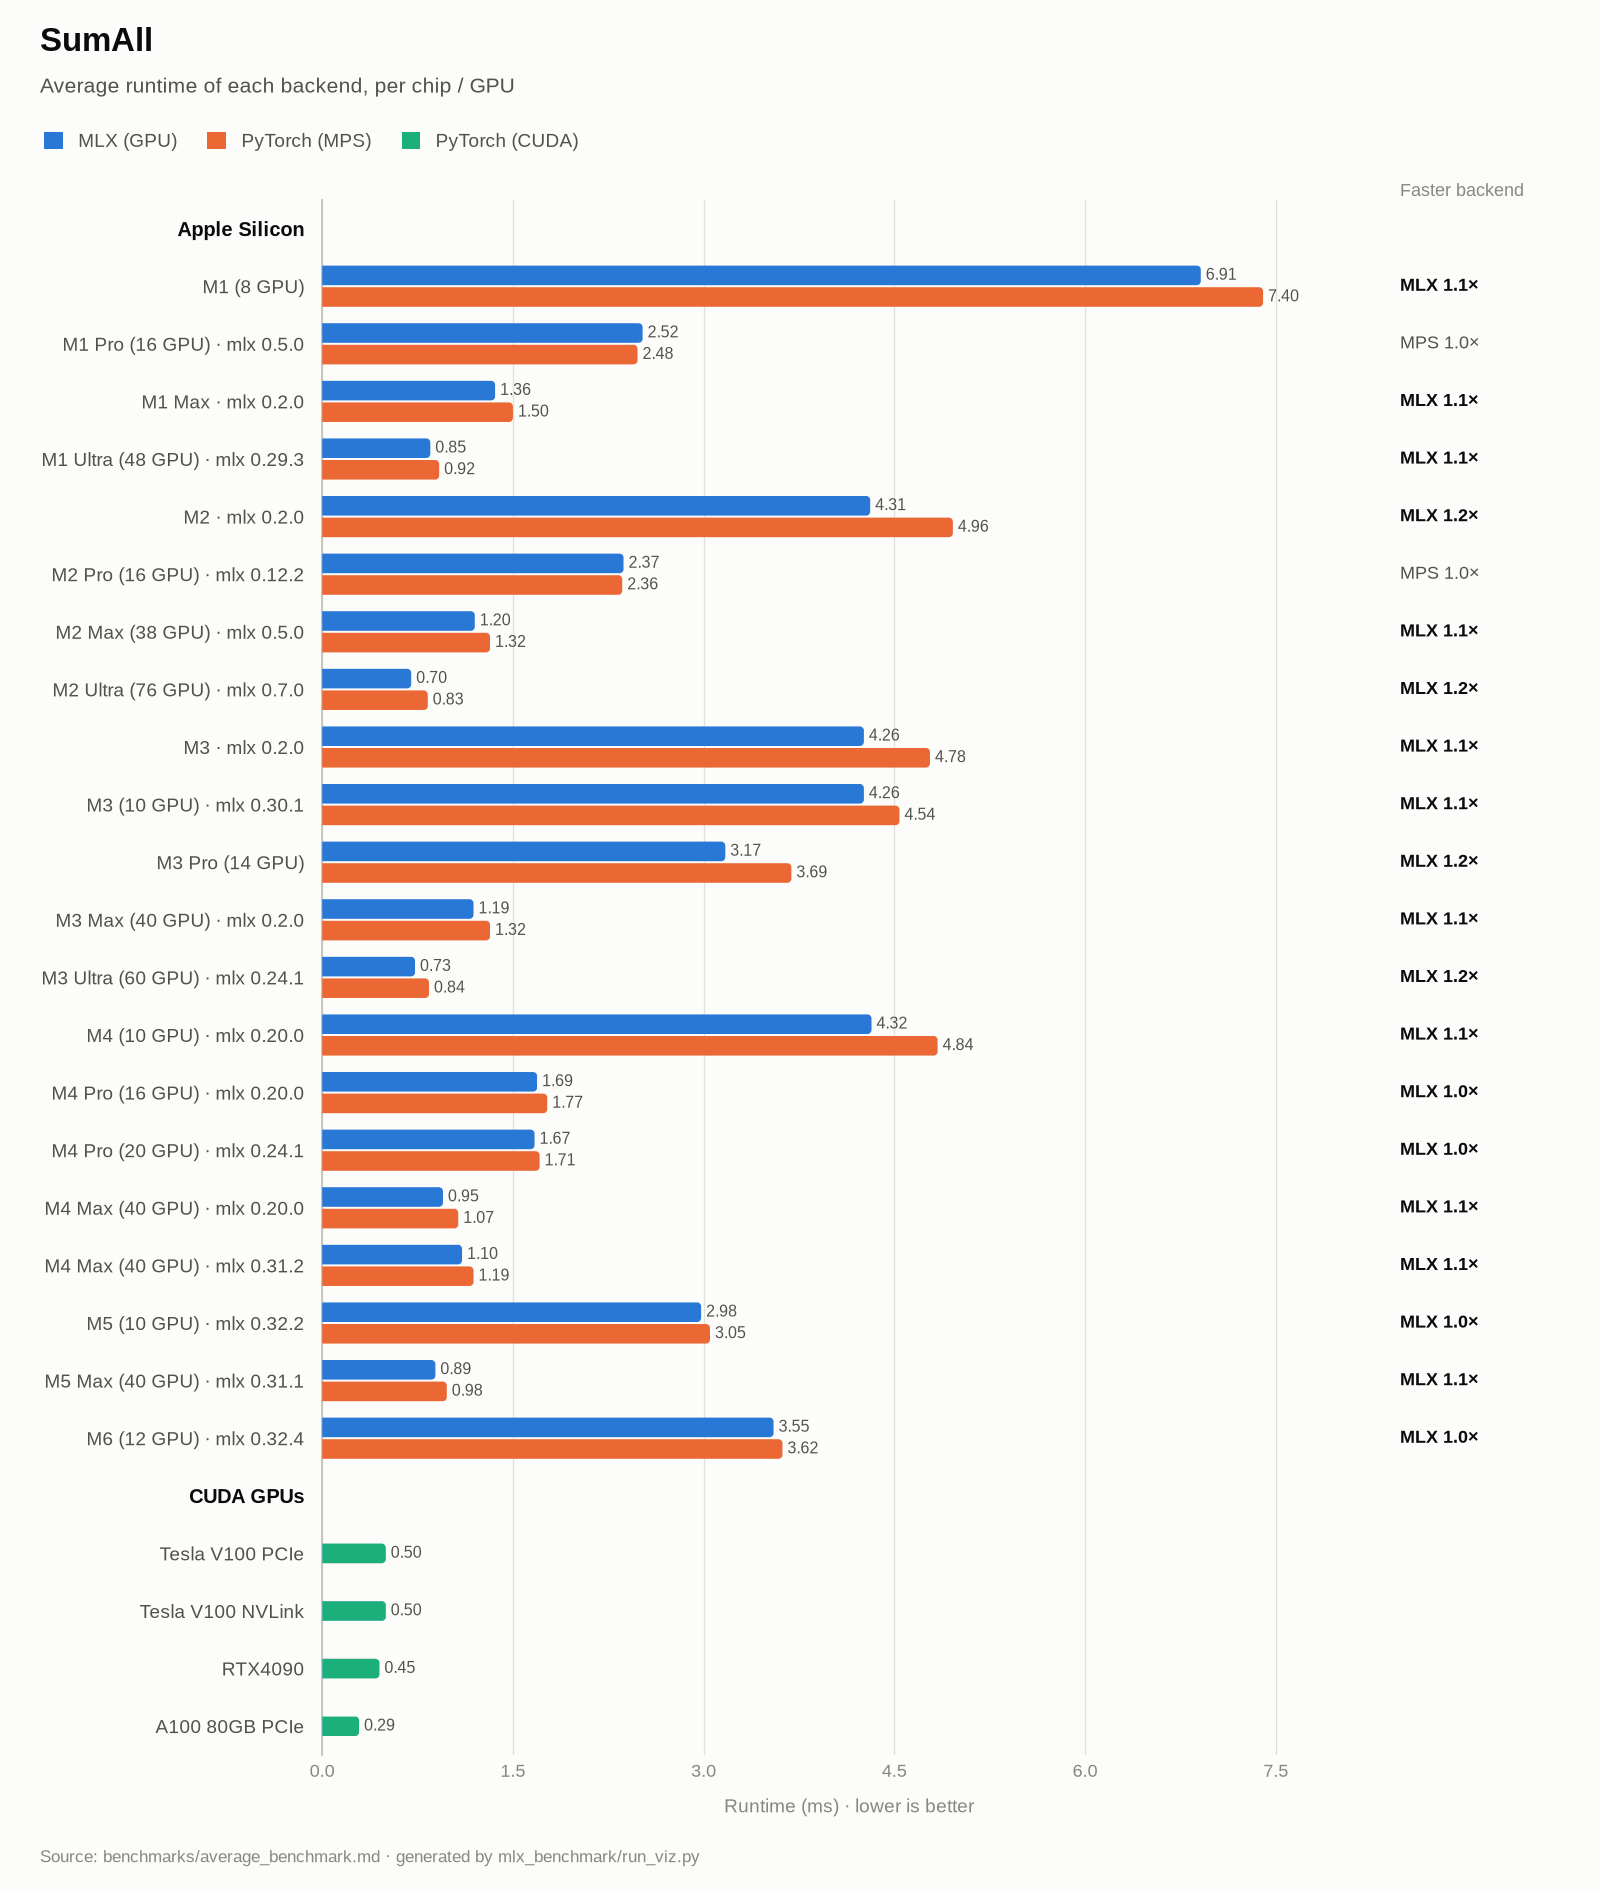 SumAll
Average runtime of each backend, per chip / GPU
MLX (GPU) PyTorch (MPS) PyTorch (CUDA)
Faster backend
Apple Silicon
M1 (8 GPU) 6.91 7.40 MLX 1.1×
M1 Pro (16 GPU) · mlx 0.5.0 2.52 2.48 MPS 1.0×
M1 Max · mlx 0.2.0 1.36 1.50 MLX 1.1×
M1 Ultra (48 GPU) · mlx 0.29.3 0.85 0.92 MLX 1.1×
M2 · mlx 0.2.0 4.31 4.96 MLX 1.2×
M2 Pro (16 GPU) · mlx 0.12.2 2.37 2.36 MPS 1.0×
M2 Max (38 GPU) · mlx 0.5.0 1.20 1.32 MLX 1.1×
M2 Ultra (76 GPU) · mlx 0.7.0 0.70 0.83 MLX 1.2×
M3 · mlx 0.2.0 4.26 4.78 MLX 1.1×
M3 (10 GPU) · mlx 0.30.1 4.26 4.54 MLX 1.1×
M3 Pro (14 GPU) 3.17 3.69 MLX 1.2×
M3 Max (40 GPU) · mlx 0.2.0 1.19 1.32 MLX 1.1×
M3 Ultra (60 GPU) · mlx 0.24.1 0.73 0.84 MLX 1.2×
M4 (10 GPU) · mlx 0.20.0 4.32 4.84 MLX 1.1×
M4 Pro (16 GPU) · mlx 0.20.0 1.69 1.77 MLX 1.0×
M4 Pro (20 GPU) · mlx 0.24.1 1.67 1.71 MLX 1.0×
M4 Max (40 GPU) · mlx 0.20.0 0.95 1.07 MLX 1.1×
M4 Max (40 GPU) · mlx 0.31.2 1.10 1.19 MLX 1.1×
M5 (10 GPU) · mlx 0.32.2 2.98 3.05 MLX 1.0×
M5 Max (40 GPU) · mlx 0.31.1 0.89 0.98 MLX 1.1×
M6 (12 GPU) · mlx 0.32.4 3.55 3.62 MLX 1.0×
CUDA GPUs
Tesla V100 PCIe 0.50
Tesla V100 NVLink 0.50
RTX4090 0.45
A100 80GB PCIe 0.29
0.0 1.5 3.0 4.5 6.0 7.5
Runtime (ms) · lower is better
Source: benchmarks/average_benchmark.md · generated by mlx_benchmark/run_viz.py